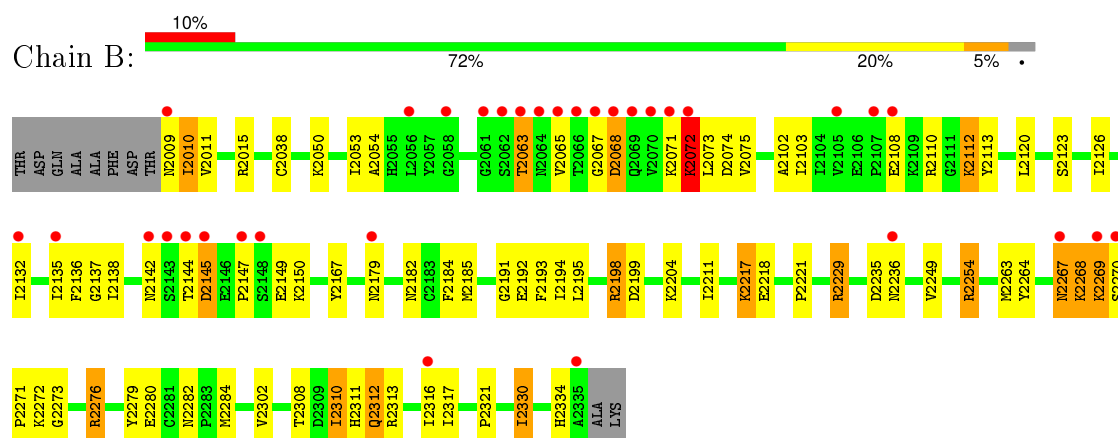 10%
Chain B:
72% 20% 5% •
THR ASP GLN ALA ALA PHE ASP THR N2009 I2010 V2011 R2015 C2038 K2050 I2053 A2054 H2055 L2056 Y2057 G2058 G2061 S2062 T2063 N2064 V2065 T2066 G2067 D2068 Q2069 V2070 K2071 K2072 L2073 D2074 V2075 A2102 I2103 I2104 V2105 E2106 P2107 E2108 K2109 R2110 G2111 K2112 Y2113 L2120 S2123 I2126
I2132 I2135 F2136 G2137 I2138 N2142 S2143 T2144 D2145 E2146 P2147 S2148 E2149 K2150 Y2167 N2179 N2182 C2183 F2184 M2185 G2191 E2192 F2193 I2194 L2195 R2198 D2199 K2204 I2211 K2217 E2218 P2221 R2229 D2235 N2236 V2249 R2254 M2263 Y2264 N2267 K2268 K2269 S2270
P2271 K2272 G2273 R2276 Y2279 E2280 C2281 N2282 P2283 M2284 V2302 T2308 D2309 I2310 H2311 Q2312 R2313 I2316 I2317 P2321 I2330 H2334 A2335 ALA LYS